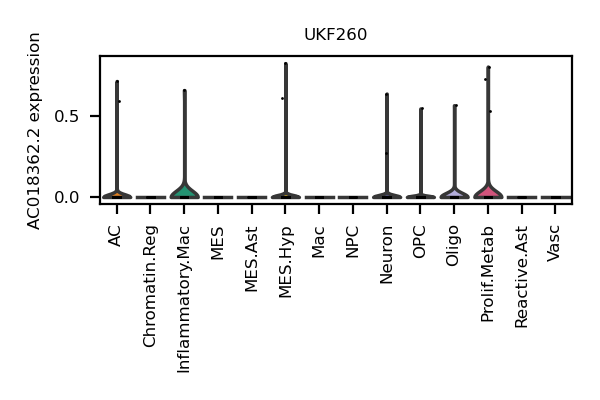 UKF260
AC018362.2 expression
0.5
0.0
AC
Chromatin.Reg
Inflammatory.Mac
MES
MES.Ast
MES.Hyp
Mac
NPC
Neuron
OPC
Oligo
Prolif.Metab
Reactive.Ast
Vasc